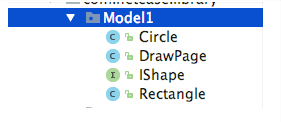 Model1
C Circle
C DrawPage
I IShape
C Rectangle